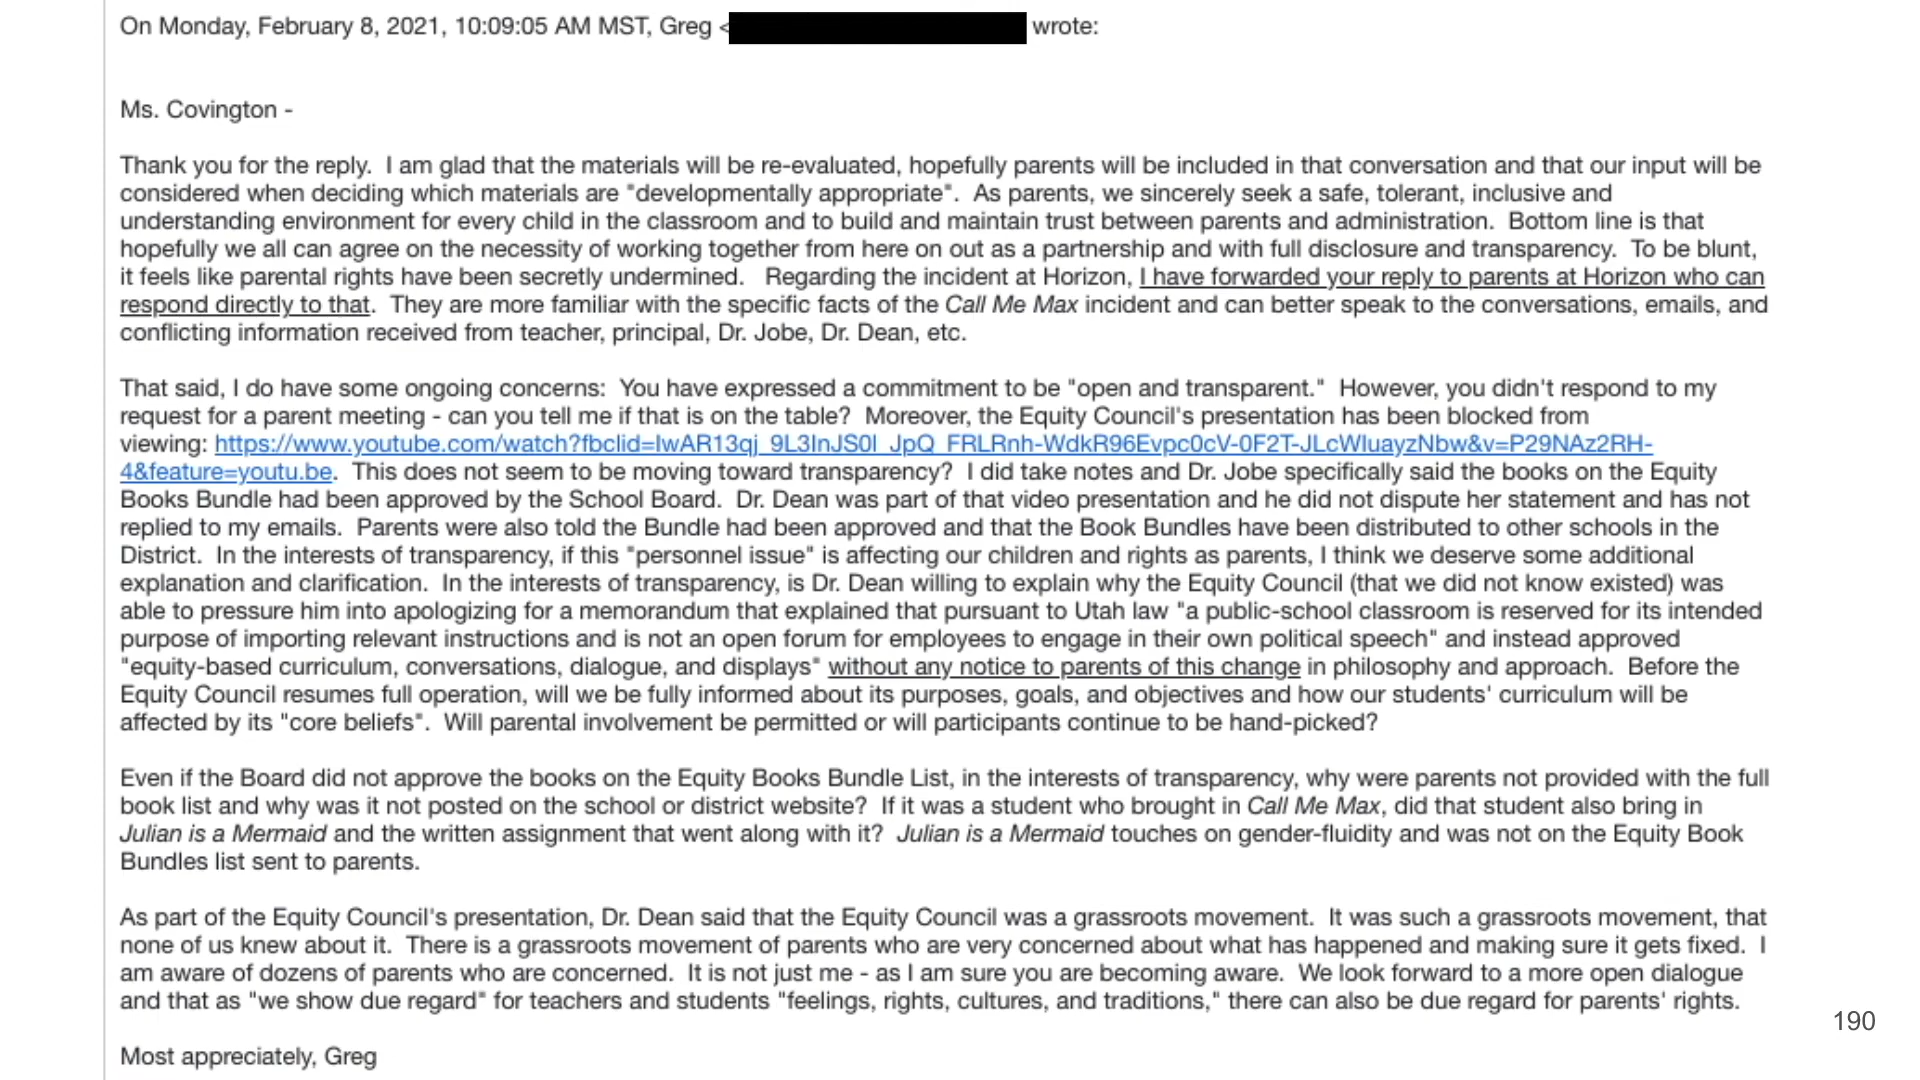 On Monday, February 8, 2021, 10:09:05 AM MST, Greg < wrote:
Ms. Covington -
Thank you for the reply.  I am glad that the materials will be re-evaluated, hopefully parents will be included in that conversation and that our input will be
considered when deciding which materials are "developmentally appropriate".  As parents, we sincerely seek a safe, tolerant, inclusive and
understanding environment for every child in the classroom and to build and maintain trust between parents and administration.  Bottom line is that
hopefully we all can agree on the necessity of working together from here on out as a partnership and with full disclosure and transparency.  To be blunt,
it feels like parental rights have been secretly undermined.   Regarding the incident at Horizon, I have forwarded your reply to parents at Horizon who can
respond directly to that.  They are more familiar with the specific facts of the Call Me Max incident and can better speak to the conversations, emails, and
conflicting information received from teacher, principal, Dr. Jobe, Dr. Dean, etc.
That said, I do have some ongoing concerns:  You have expressed a commitment to be "open and transparent."  However, you didn't respond to my
request for a parent meeting - can you tell me if that is on the table?  Moreover, the Equity Council's presentation has been blocked from
viewing: https://www.youtube.com/watch?fbclid=IwAR13qj_9L3InJS0l_JpQ_FRLRnh-WdkR96Evpc0cV-0F2T-JLcWIuayzNbw&v=P29NAz2RH-
4&feature=youtu.be.  This does not seem to be moving toward transparency?  I did take notes and Dr. Jobe specifically said the books on the Equity
Books Bundle had been approved by the School Board.  Dr. Dean was part of that video presentation and he did not dispute her statement and has not
replied to my emails.  Parents were also told the Bundle had been approved and that the Book Bundles have been distributed to other schools in the
District.  In the interests of transparency, if this "personnel issue" is affecting our children and rights as parents, I think we deserve some additional
explanation and clarification.  In the interests of transparency, is Dr. Dean willing to explain why the Equity Council (that we did not know existed) was
able to pressure him into apologizing for a memorandum that explained that pursuant to Utah law "a public-school classroom is reserved for its intended
purpose of importing relevant instructions and is not an open forum for employees to engage in their own political speech" and instead approved
"equity-based curriculum, conversations, dialogue, and displays" without any notice to parents of this change in philosophy and approach.  Before the
Equity Council resumes full operation, will we be fully informed about its purposes, goals, and objectives and how our students' curriculum will be
affected by its "core beliefs".  Will parental involvement be permitted or will participants continue to be hand-picked?
Even if the Board did not approve the books on the Equity Books Bundle List, in the interests of transparency, why were parents not provided with the full
book list and why was it not posted on the school or district website?  If it was a student who brought in Call Me Max, did that student also bring in
Julian is a Mermaid and the written assignment that went along with it?  Julian is a Mermaid touches on gender-fluidity and was not on the Equity Book
Bundles list sent to parents.
As part of the Equity Council's presentation, Dr. Dean said that the Equity Council was a grassroots movement.  It was such a grassroots movement, that
none of us knew about it.  There is a grassroots movement of parents who are very concerned about what has happened and making sure it gets fixed.  I
am aware of dozens of parents who are concerned.  It is not just me - as I am sure you are becoming aware.  We look forward to a more open dialogue
and that as "we show due regard" for teachers and students "feelings, rights, cultures, and traditions," there can also be due regard for parents' rights.
190
Most appreciately, Greg